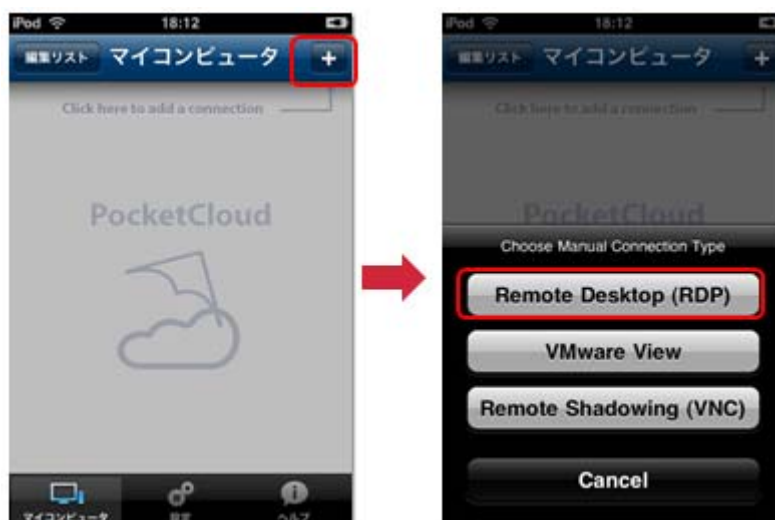 iPod 18:12
編集リスト マイコンピュータ +
Click here to add a connection
PocketCloud
マイコンピュータ 設定 ヘルプ
iPod 18:12
編集リスト マイコンピュータ +
Click here to add a connection
PocketCloud
Choose Manual Connection Type
Remote Desktop (RDP)
VMware View
Remote Shadowing (VNC)
Cancel